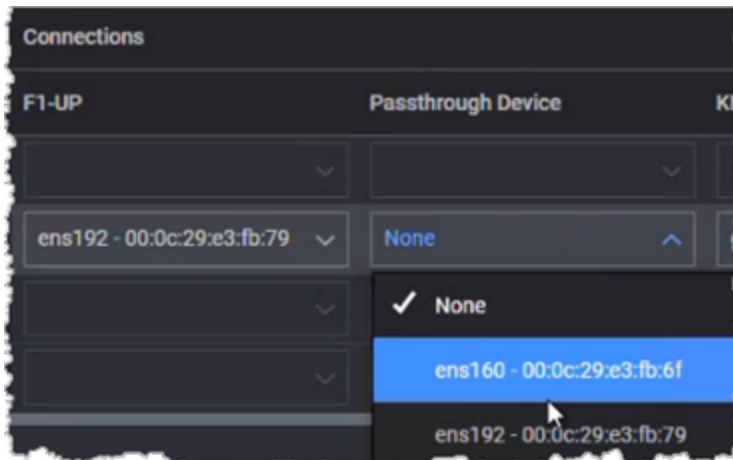 Connections
F1-UP
Passthrough Device
ens192 - 00:0c:29:e3:fb:79
None
None
ens160 - 00:0c:29:e3:fb:6f
ens192 - 00:0c:29:e3:fb:79